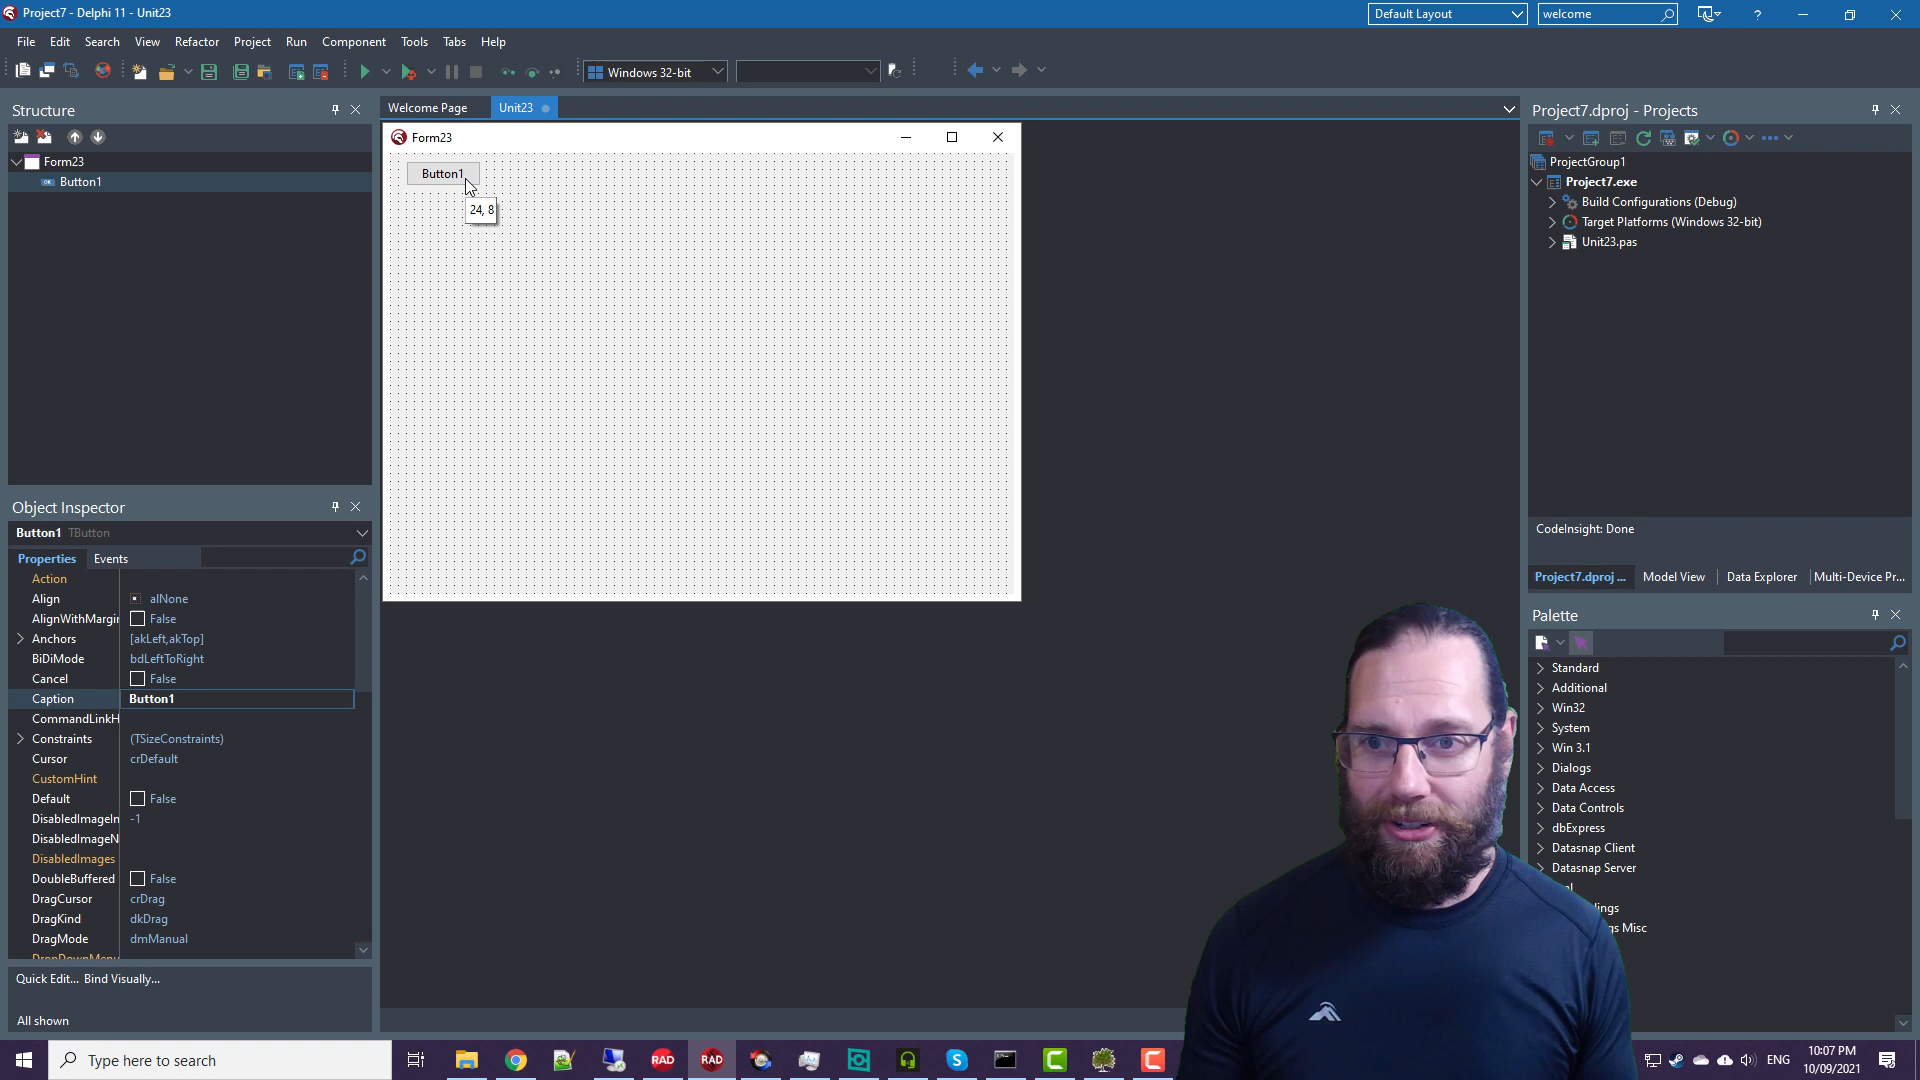 Project7 - Delphi 11 - Unit23
Default Layout
welcome
?
File Edit Search View Refactor Project Run Component Tools Tabs Help
Windows 32-bit
Structure
Form23
Button1
Welcome Page
Unit23
Form23
Button1
24, 8
Object Inspector
Button1 TButton
Properties Events
Action
Align alNone
AlignWithMargi False
Anchors [akLeft,akTop]
BiDiMode bdLeftToRight
Cancel False
Caption Button1
CommandLinkH
Constraints (TSizeConstraints)
Cursor crDefault
CustomHint
Default False
DisabledImageIn -1
DisabledImageN
DisabledImages
DoubleBuffered False
DragCursor crDrag
DragKind dkDrag
DragMode dmManual
DropDownMenu
Quick Edit... Bind Visually...
All shown
Project7.dproj - Projects
ProjectGroup1
Project7.exe
Build Configurations (Debug)
Target Platforms (Windows 32-bit)
Unit23.pas
CodeInsight: Done
Project7.dproj ... Model View Data Explorer Multi-Device Pr...
Palette
Standard
Additional
Win32
System
Win 3.1
Dialogs
Data Access
Data Controls
dbExpress
Datasnap Client
Datasnap Server
Type here to search
RAD
RAD
ENG
10:07 PM
10/09/2021